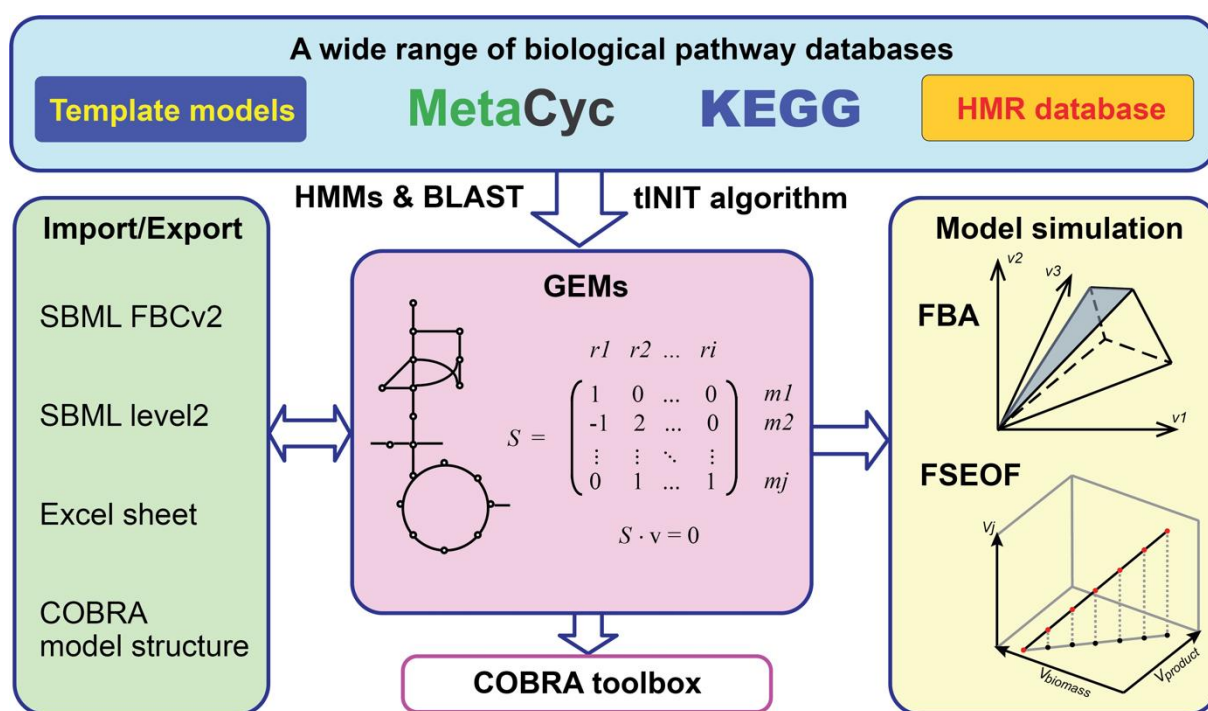 A wide range of biological pathway databases
Template models
MetaCyc
KEGG
HMR database
HMMs & BLAST
tINIT algorithm
Import/Export
SBML FBCv2
SBML level2
Excel sheet
COBRA
model structure
GEMs
r1 r2 ... ri
1 0 ... 0 m1
S = -1 2 ... 0 m2
⋮ ⋮ ⋱ ⋮
0 1 ... 1 mj
S · v = 0
COBRA toolbox
Model simulation
FBA
v2
v3
v1
FSEOF
Vj
Vbiomass
Vproduct